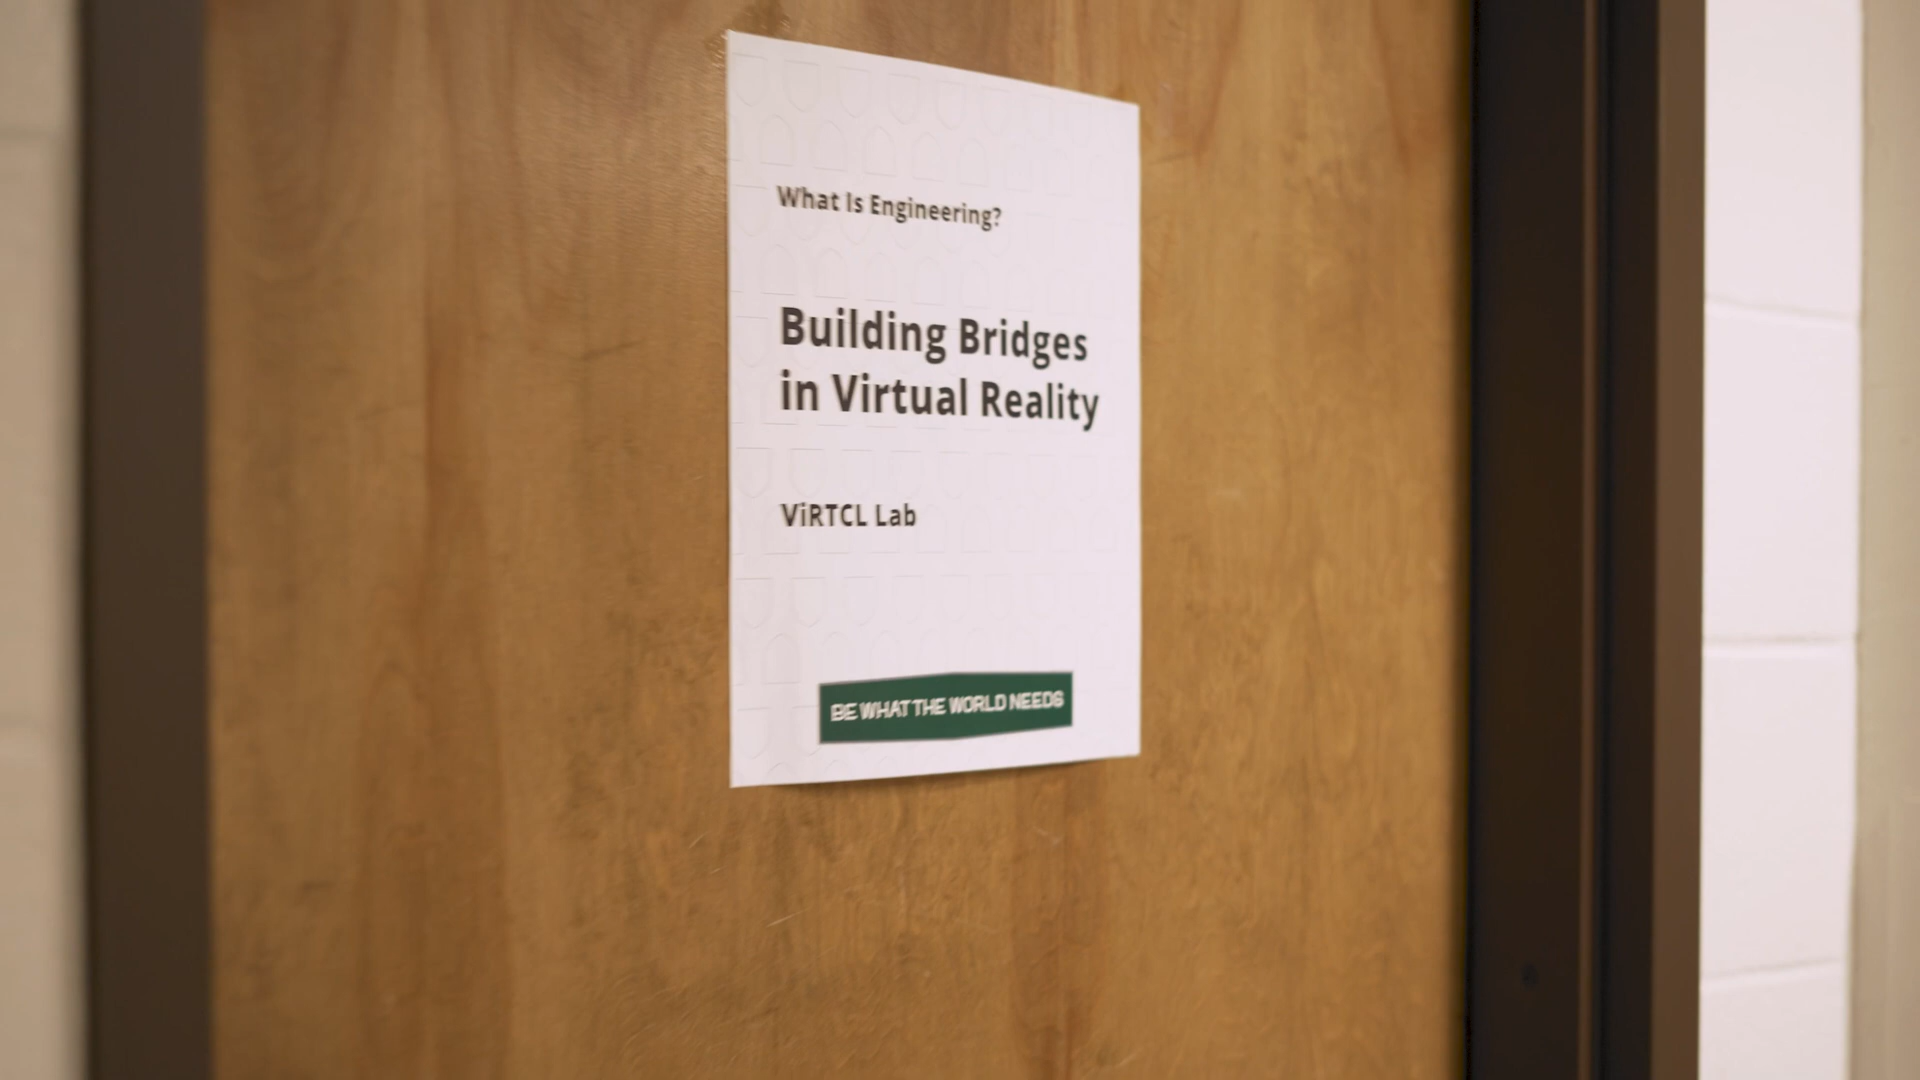 What Is Engineering?
Building Bridges
in Virtual Reality
ViRTCL Lab
BE WHAT THE WORLD NEEDS